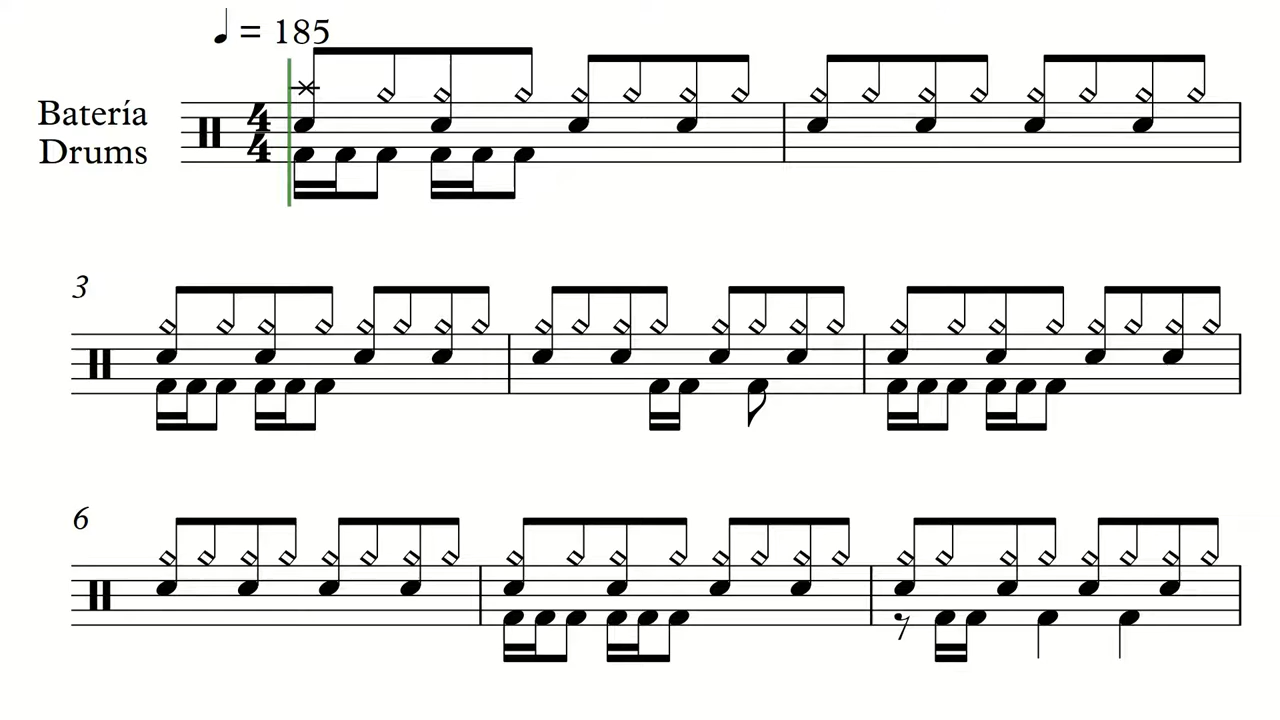 ♩ = 185
Batería
Drums
4
4
3
6